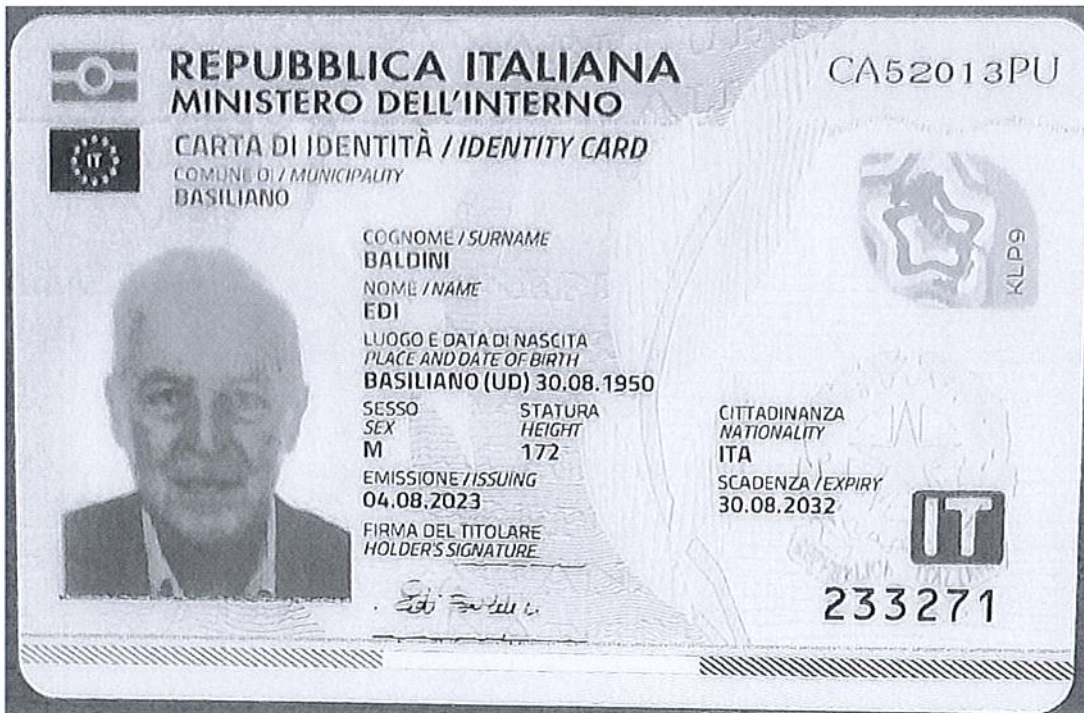 REPUBBLICA ITALIANA
CA52013PU
MINISTERO DELL'INTERNO
IT
CARTA DI IDENTITÀ / IDENTITY CARD
COMUNE DI / MUNICIPALITY
BASILIANO
KLP9
COGNOME / SURNAME
BALDINI
NOME / NAME
EDI
LUOGO E DATA DI NASCITA
PLACE AND DATE OF BIRTH
BASILIANO (UD) 30.08.1950
SESSO STATURA CITTADINANZA
SEX HEIGHT NATIONALITY
M 172 ITA
EMISSIONE / ISSUING SCADENZA / EXPIRY
04.08.2023 30.08.2032
FIRMA DEL TITOLARE
HOLDER'S SIGNATURE
IT
Edi Baldini
233271